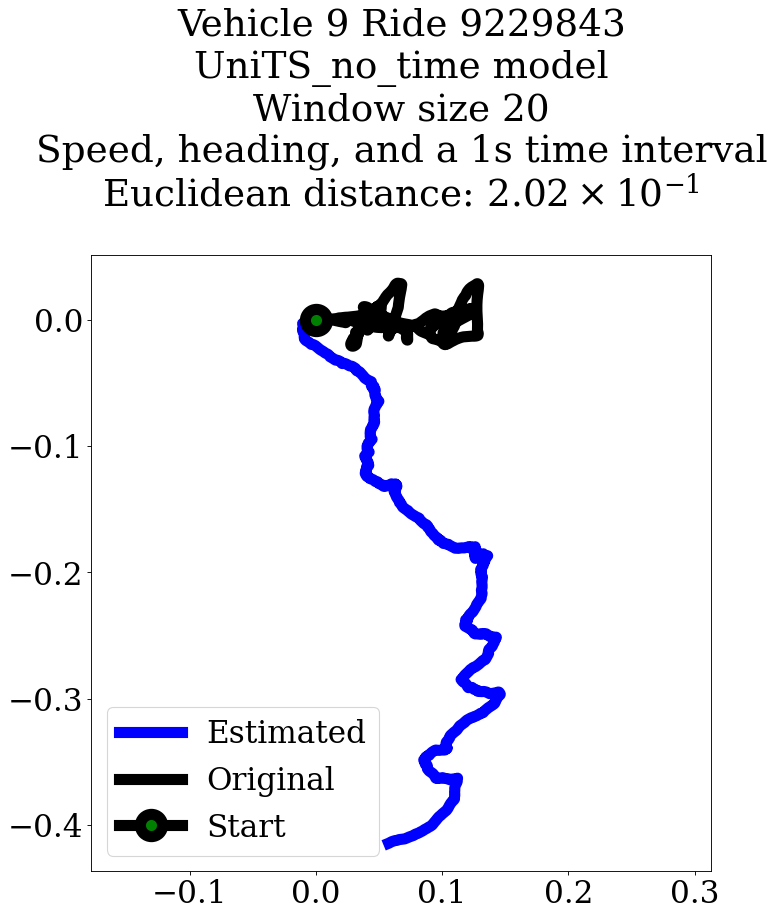 Vehicle 9 Ride 9229843
UniTS_no_time model
Window size 20
Speed, heading, and a 1s time interval
Euclidean distance: 2.02 × 10⁻¹
0.0
−0.1
−0.2
−0.3
−0.4
Estimated
Original
Start
−0.1 0.0 0.1 0.2 0.3